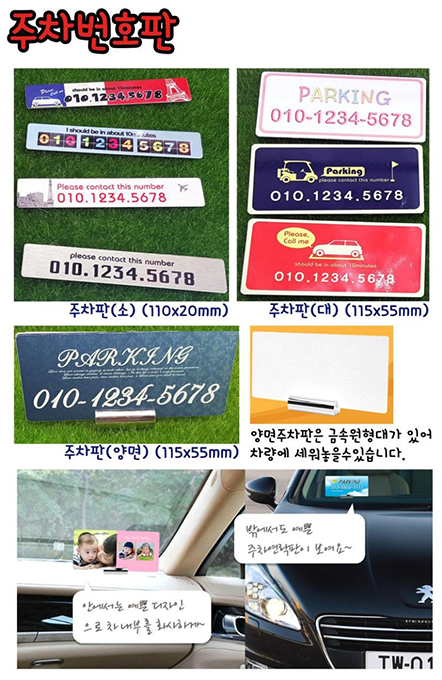 주차번호판
Pari Call~
should be in about 10minutes
010.1234.5678
I should be in about 10minutes
010 1234 5678
Please contact this number
010.1234.5678
please contact this number
010.1234.5678
주차판(소) (110x20mm)
PARKING
010-1234-5678
Parking
please contact this number
010.1234.5678
Please,
Call me
should be in about 10minutes
010.1234.5678
주차판(대) (115x55mm)
PARKING
010-1234-5678
주차판(양면) (115x55mm)
양면주차판은 금속원형대가 있어
차량에 세워놓을수있습니다.
안에서는 예쁜 디자인
으로 차 내부를 화사하게~
밖에서도 예쁜
주차연락판이 보여요~
PARKING
PEUGEOT
TW-01